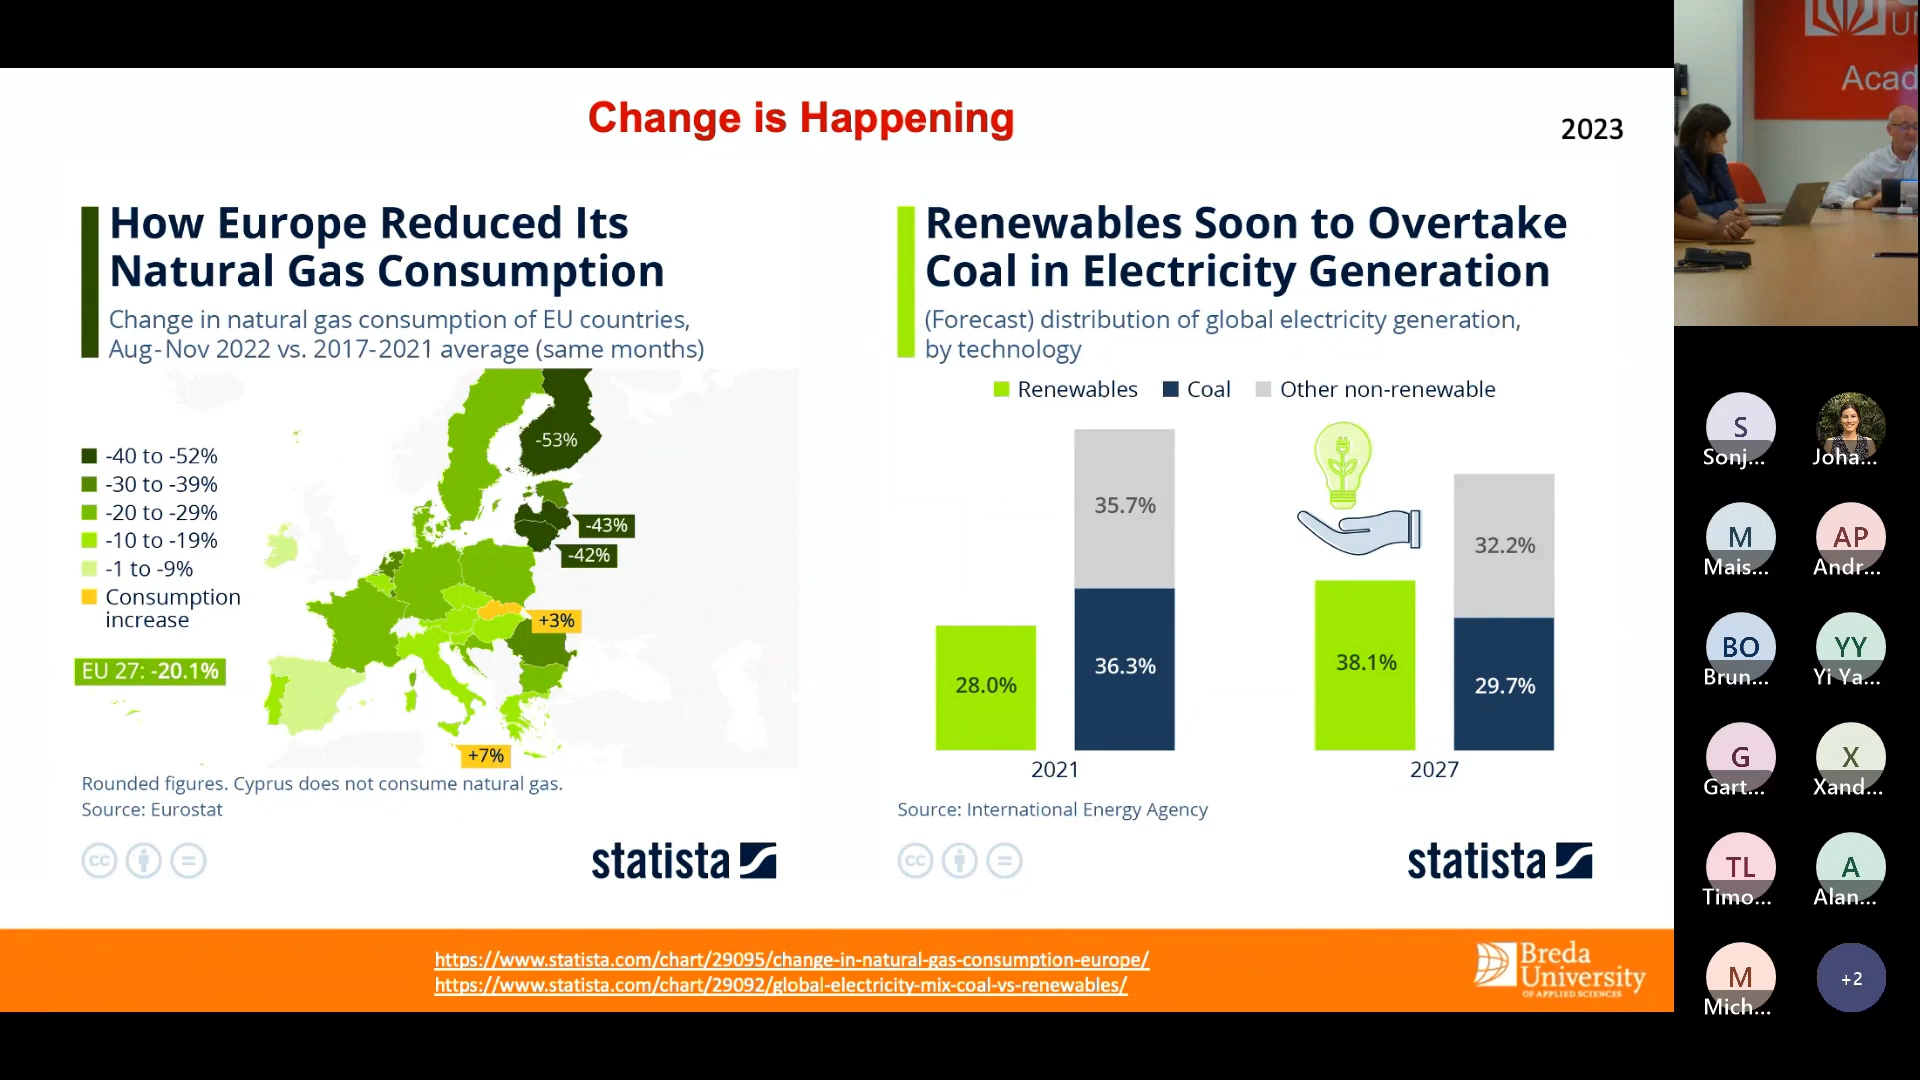 Change is Happening
2023
How Europe Reduced Its
Natural Gas Consumption
Change in natural gas consumption of EU countries,
Aug-Nov 2022 vs. 2017-2021 average (same months)
-40 to -52%
-30 to -39%
-20 to -29%
-10 to -19%
-1 to -9%
Consumption
increase
EU 27: -20.1%
-53%
-43%
-42%
+3%
+7%
Rounded figures. Cyprus does not consume natural gas.
Source: Eurostat
cc
statista
Renewables Soon to Overtake
Coal in Electricity Generation
(Forecast) distribution of global electricity generation,
by technology
Renewables
Coal
Other non-renewable
35.7%
36.3%
28.0%
2021
32.2%
38.1%
29.7%
2027
Source: International Energy Agency
cc
statista
https://www.statista.com/chart/29095/change-in-natural-gas-consumption-europe/
https://www.statista.com/chart/29092/global-electricity-mix-coal-vs-renewables/
Breda
University
OF APPLIED SCIENCES
Acad
S
Sonj...
Joha...
M
Mais...
AP
Andr...
BO
Brun...
YY
Yi Ya...
G
Gart...
X
Xand...
TL
Timo...
A
Alan...
M
Mich...
+2